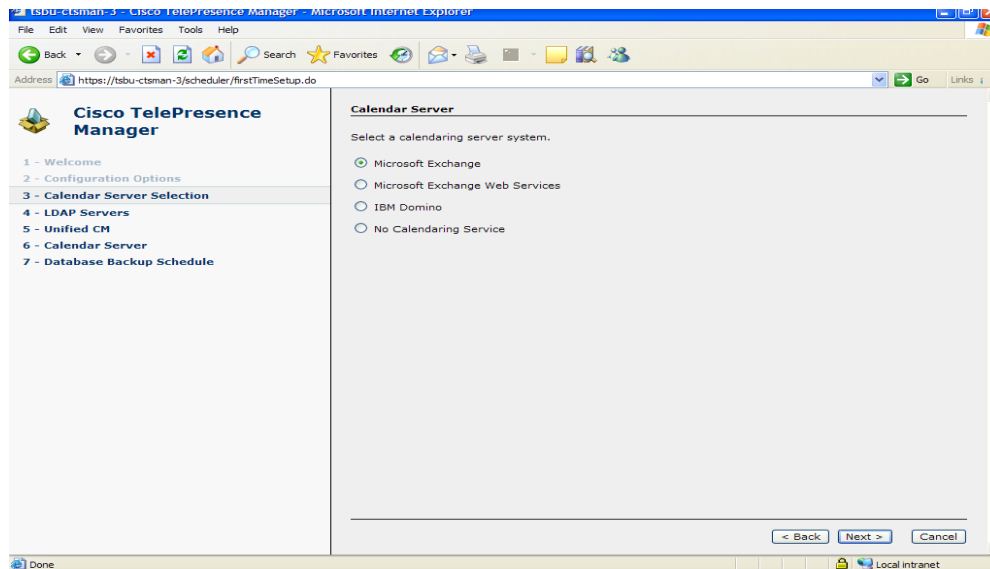 tsbu-ctsman-3 - Cisco TelePresence Manager - Microsoft Internet Explorer
File Edit View Favorites Tools Help
Back Search Favorites
Address https://tsbu-ctsman-3/scheduler/firstTimeSetup.do Go Links
Cisco TelePresence
Manager
1 - Welcome
2 - Configuration Options
3 - Calendar Server Selection
4 - LDAP Servers
5 - Unified CM
6 - Calendar Server
7 - Database Backup Schedule
Calendar Server
Select a calendaring server system.
Microsoft Exchange
Microsoft Exchange Web Services
IBM Domino
No Calendaring Service
< Back Next > Cancel
Done Local intranet